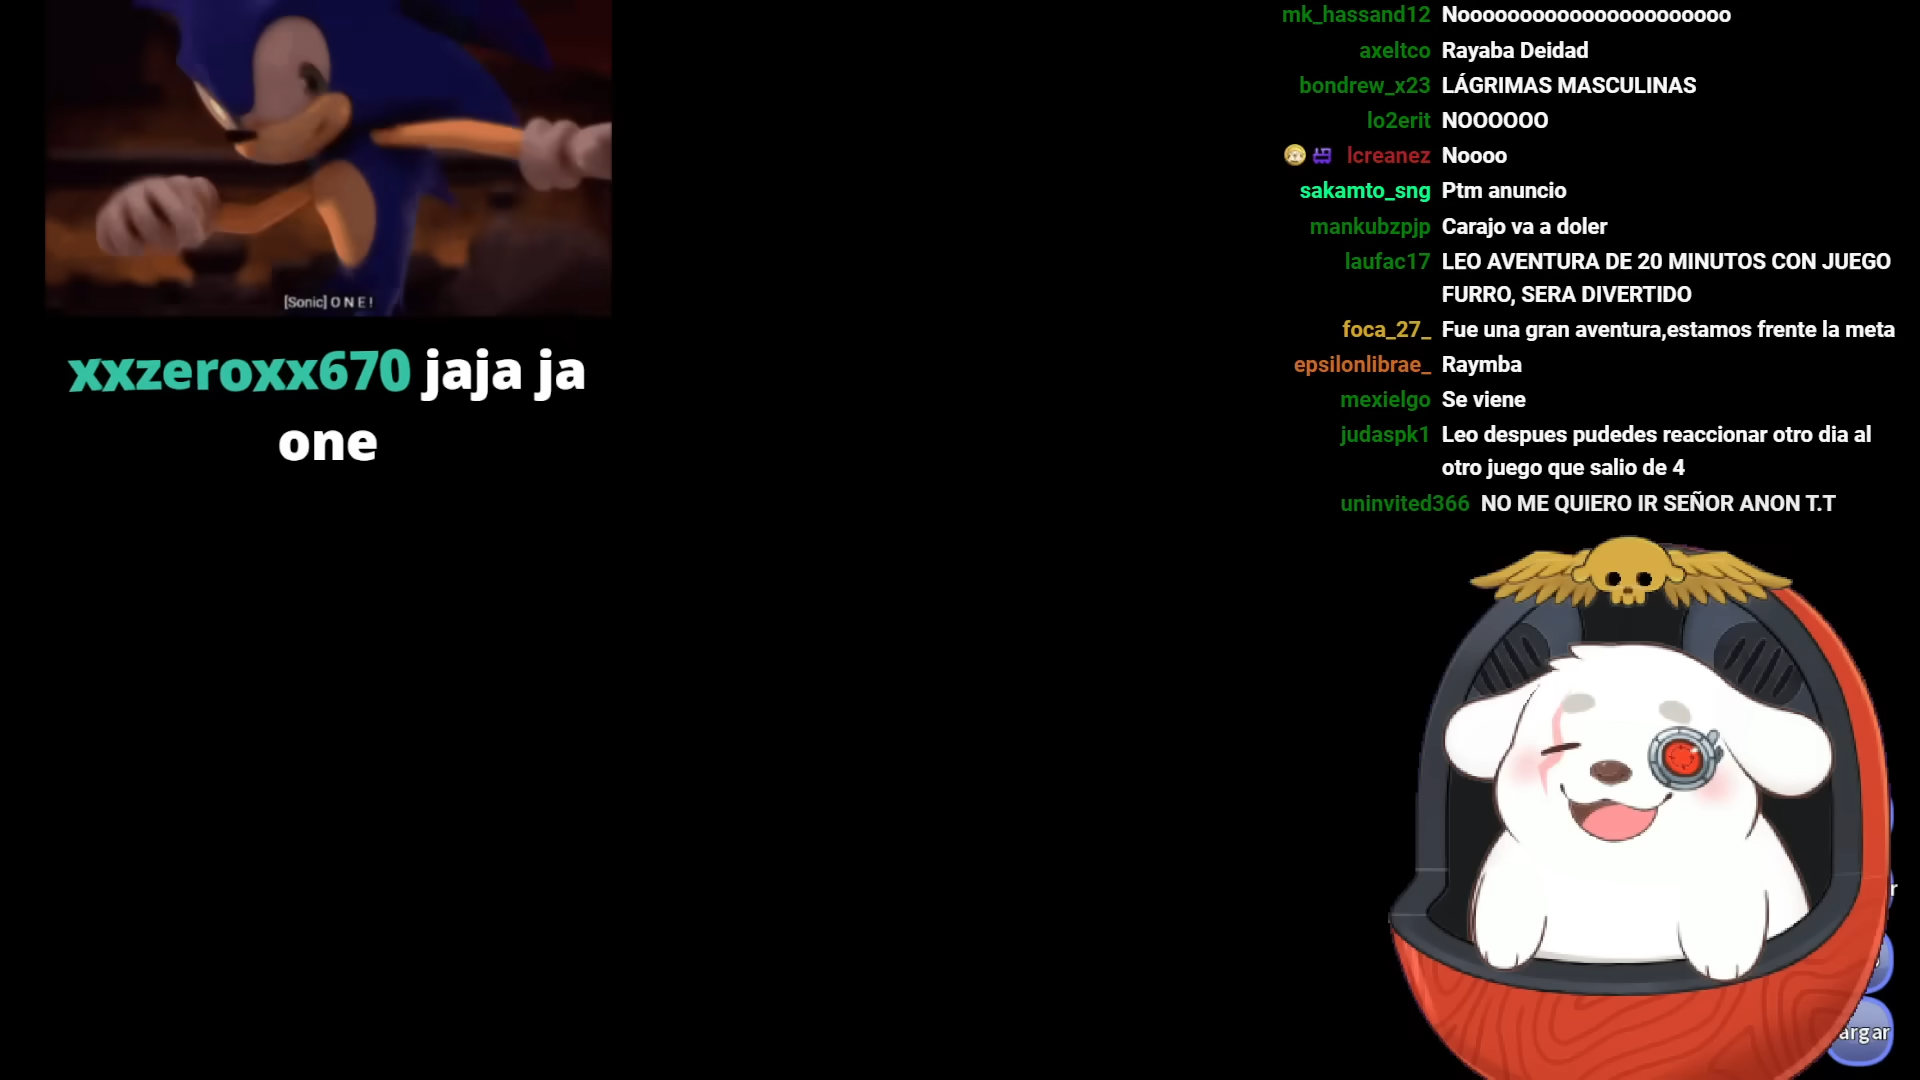 [Sonic] O N E !
xxzeroxx670 jaja ja
one
mk_hassand12 Noooooooooooooooooooooo
axeltco Rayaba Deidad
bondrew_x23 LÁGRIMAS MASCULINAS
lo2erit NOOOOOO
lcreanez Noooo
sakamto_sng Ptm anuncio
mankubzpjp Carajo va a doler
laufac17 LEO AVENTURA DE 20 MINUTOS CON JUEGO
FURRO, SERA DIVERTIDO
foca_27_ Fue una gran aventura,estamos frente la meta
epsilonlibrae_ Raymba
mexielgo Se viene
judaspk1 Leo despues pudedes reaccionar otro dia al
otro juego que salio de 4
uninvited366 NO ME QUIERO IR SEÑOR ANON T.T
argar